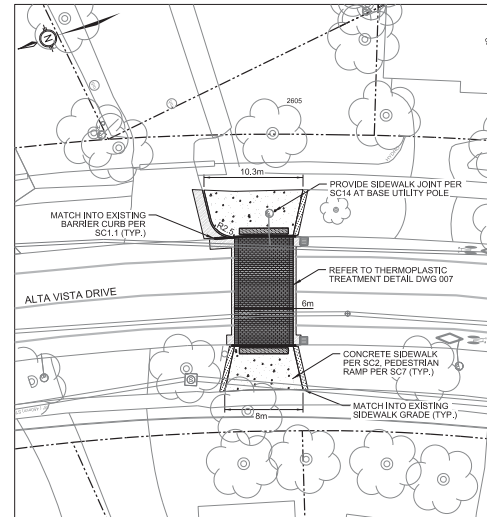 N
2605
10.3m
PROVIDE SIDEWALK JOINT PER
SC14 AT BASE UTILITY POLE
MATCH INTO EXISTING
BARRIER CURB PER
SC1.1 (TYP.)
R2.5
REFER TO THERMOPLASTIC
TREATMENT DETAIL DWG 007
ALTA VISTA DRIVE
6m
CONCRETE SIDEWALK
PER SC2, PEDESTRIAN
RAMP PER SC7 (TYP.)
MATCH INTO EXISTING
SIDEWALK GRADE (TYP.)
8m